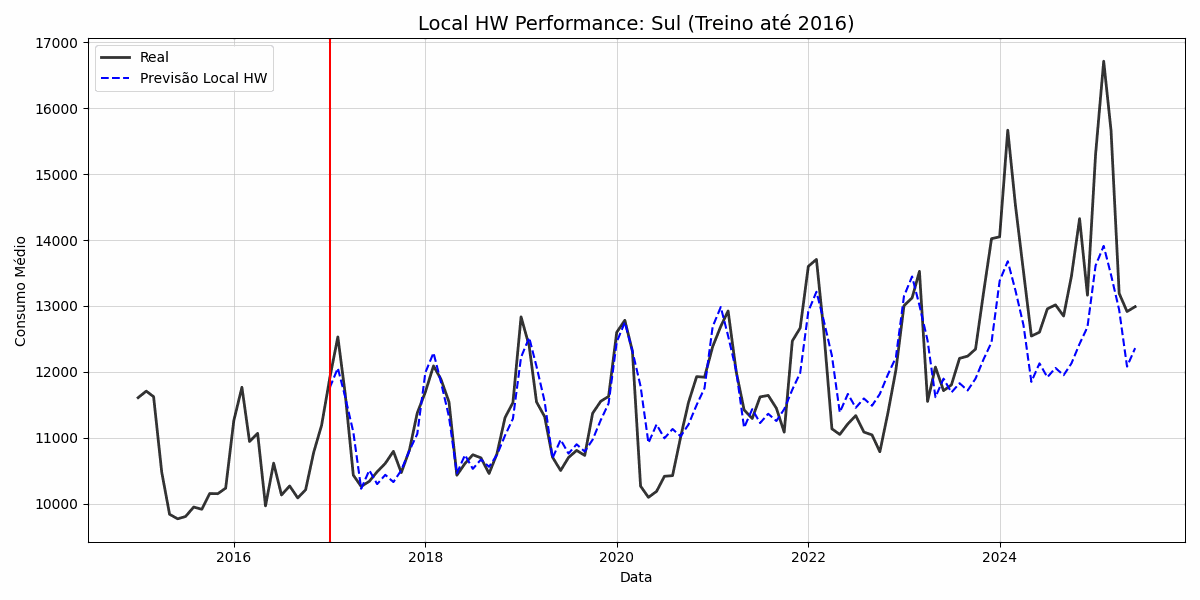 Local HW Performance: Sul (Treino até 2016)
Real
Previsão Local HW
17000
16000
15000
14000
13000
12000
11000
10000
Consumo Médio
2016
2018
2020
2022
2024
Data